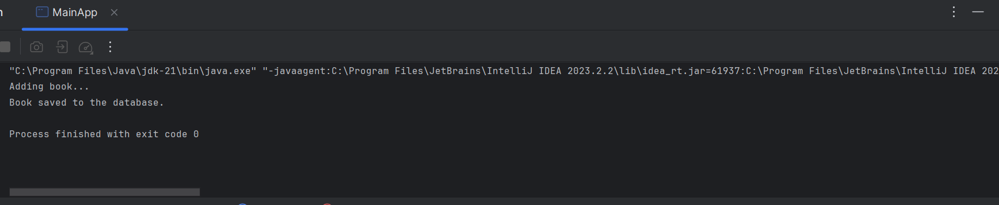 MainApp
"C:\Program Files\Java\jdk-21\bin\java.exe" "-javaagent:C:\Program Files\JetBrains\IntelliJ IDEA 2023.2.2\lib\idea_rt.jar=61937:C:\Program Files\JetBrains\IntelliJ IDEA 202
Adding book...
Book saved to the database.
Process finished with exit code 0